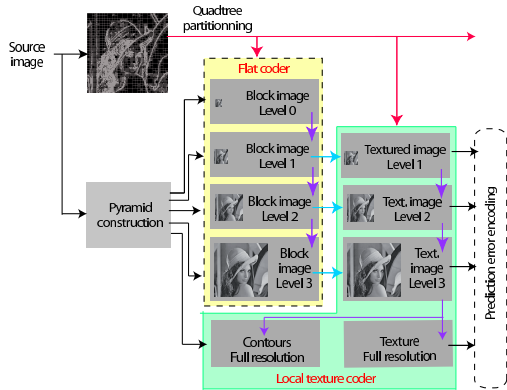 Quadtree
partitionning
Source
image
Flat coder
Block image
Level 0
Block image
Level 1
Textured image
Level 1
Pyramid
construction
Block image
Level 2
Text. image
Level 2
Block
image
Level 3
Text.
image
Level 3
Prediction error encoding
Contours
Full resolution
Texture
Full resolution
Local texture coder